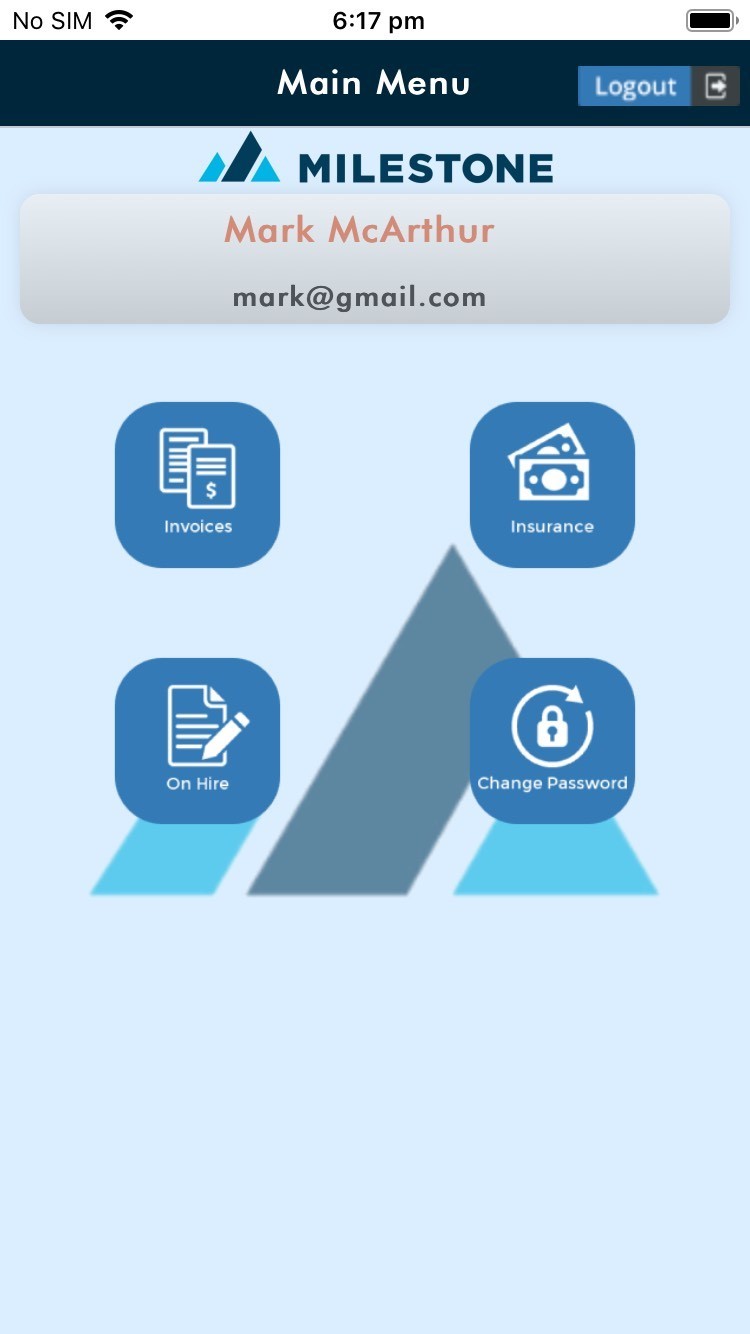 No SIM 6:17 pm
Main Menu Logout
MILESTONE
Mark McArthur
mark@gmail.com
$
Invoices Insurance
On Hire Change Password